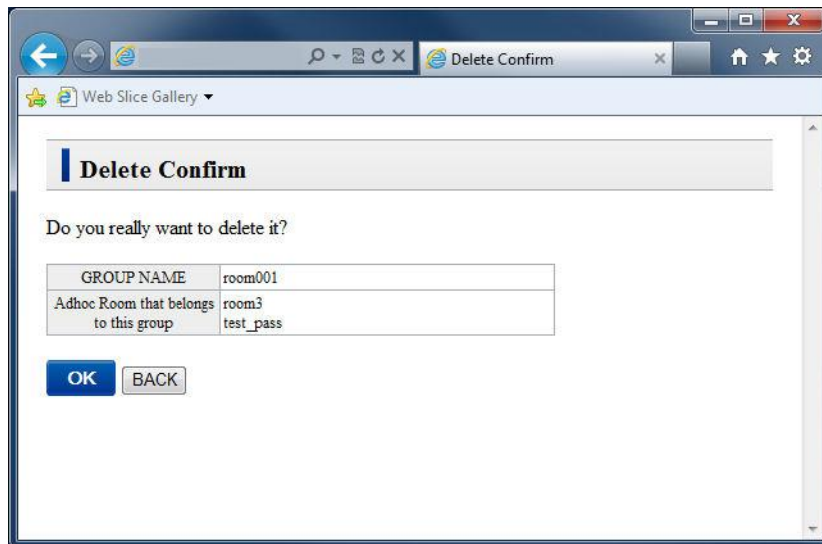 Delete Confirm
Web Slice Gallery
Delete Confirm
Do you really want to delete it?
GROUP NAME room001
Adhoc Room that belongs to this group room3
test_pass
OK BACK